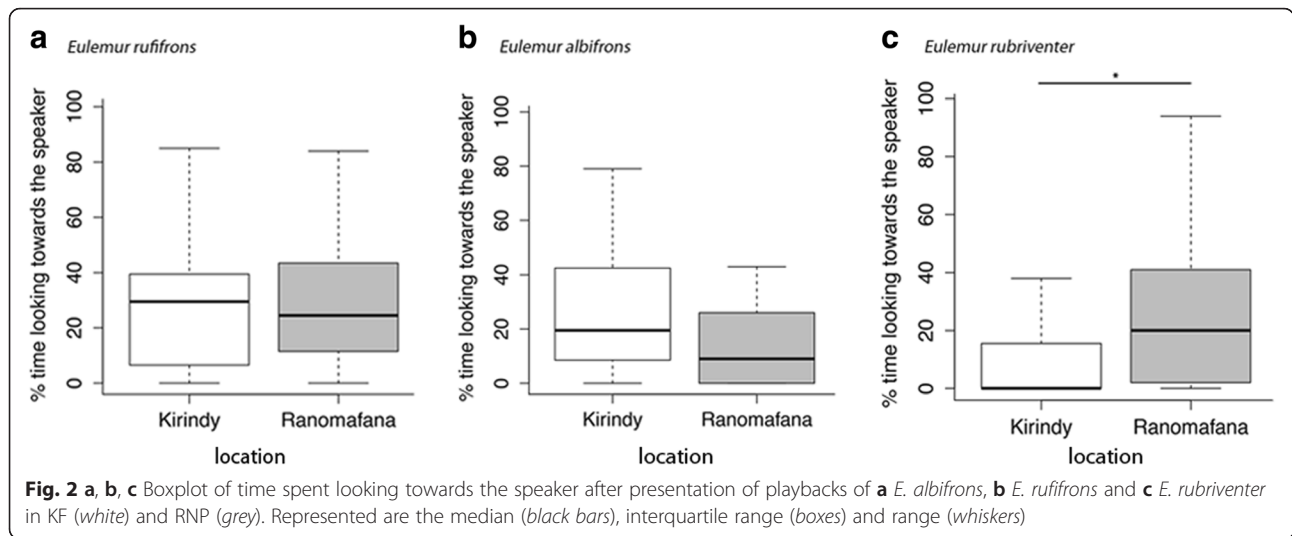 a Eulemur rufifrons
% time looking towards the speaker
100
80
60
40
20
0
Kirindy Ranomafana
location
b Eulemur albifrons
% time looking towards the speaker
100
80
60
40
20
0
Kirindy Ranomafana
location
c Eulemur rubriventer
*
% time looking towards the speaker
100
80
60
40
20
0
Kirindy Ranomafana
location
Fig. 2 a, b, c Boxplot of time spent looking towards the speaker after presentation of playbacks of a E. albifrons, b E. rufifrons and c E. rubriventer
in KF (white) and RNP (grey). Represented are the median (black bars), interquartile range (boxes) and range (whiskers)